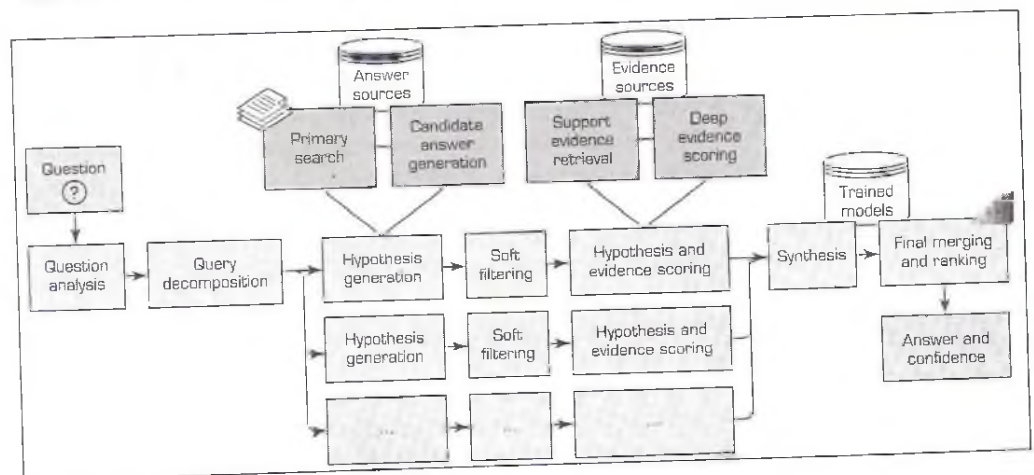 Answer
sources
Evidence
sources
Primary
search
Candidate
answer
generation
Support
evidence
retrieval
Deep
evidence
scoring
Question
?
Trained
models
Question
analysis
Query
decomposition
Hypothesis
generation
Soft
filtering
Hypothesis and
evidence scoring
Synthesis
Final merging
and ranking
Hypothesis
generation
Soft
filtering
Hypothesis and
evidence scoring
Answer and
confidence
...
...
...